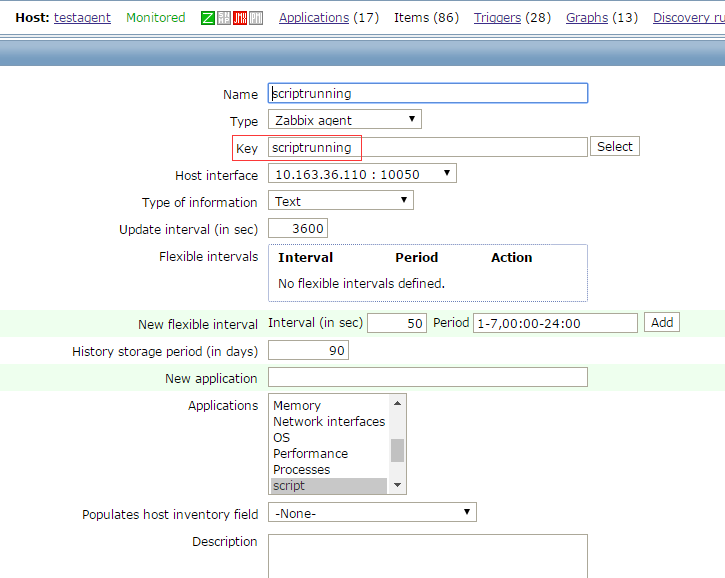 Host: testagent Monitored Z SNMP JMX IPMI Applications (17) Items (86) Triggers (28) Graphs (13) Discovery ru
Name scriptrunning
Type Zabbix agent
Key scriptrunning Select
Host interface 10.163.36.110 : 10050
Type of information Text
Update interval (in sec) 3600
Flexible intervals Interval Period Action
No flexible intervals defined.
New flexible interval Interval (in sec) 50 Period 1-7,00:00-24:00 Add
History storage period (in days) 90
New application
Applications Memory
Network interfaces
OS
Performance
Processes
script
Populates host inventory field -None-
Description